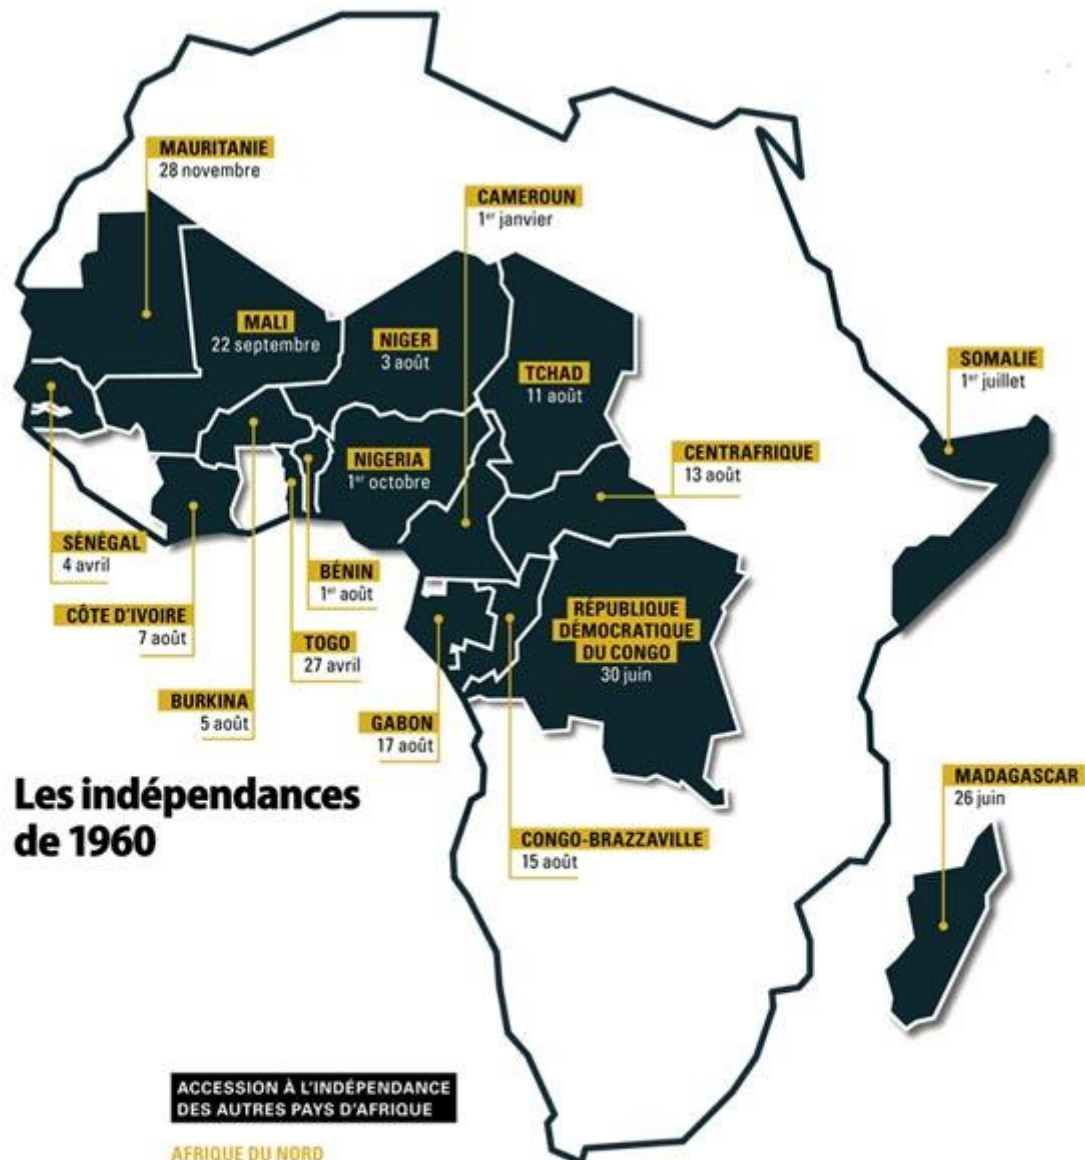 MAURITANIE
28 novembre
CAMEROUN
1er janvier
MALI
22 septembre
NIGER
3 août
TCHAD
11 août
SOMALIE
1er juillet
NIGERIA
1er octobre
CENTRAFRIQUE
13 août
SÉNÉGAL
4 avril
BÉNIN
1er août
CÔTE D'IVOIRE
7 août
TOGO
27 avril
RÉPUBLIQUE
DÉMOCRATIQUE
DU CONGO
30 juin
BURKINA
5 août
GABON
17 août
Les indépendances
de 1960
MADAGASCAR
26 juin
CONGO-BRAZZAVILLE
15 août
ACCESSION À L'INDÉPENDANCE
DES AUTRES PAYS D'AFRIQUE
AFRIQUE DU NORD